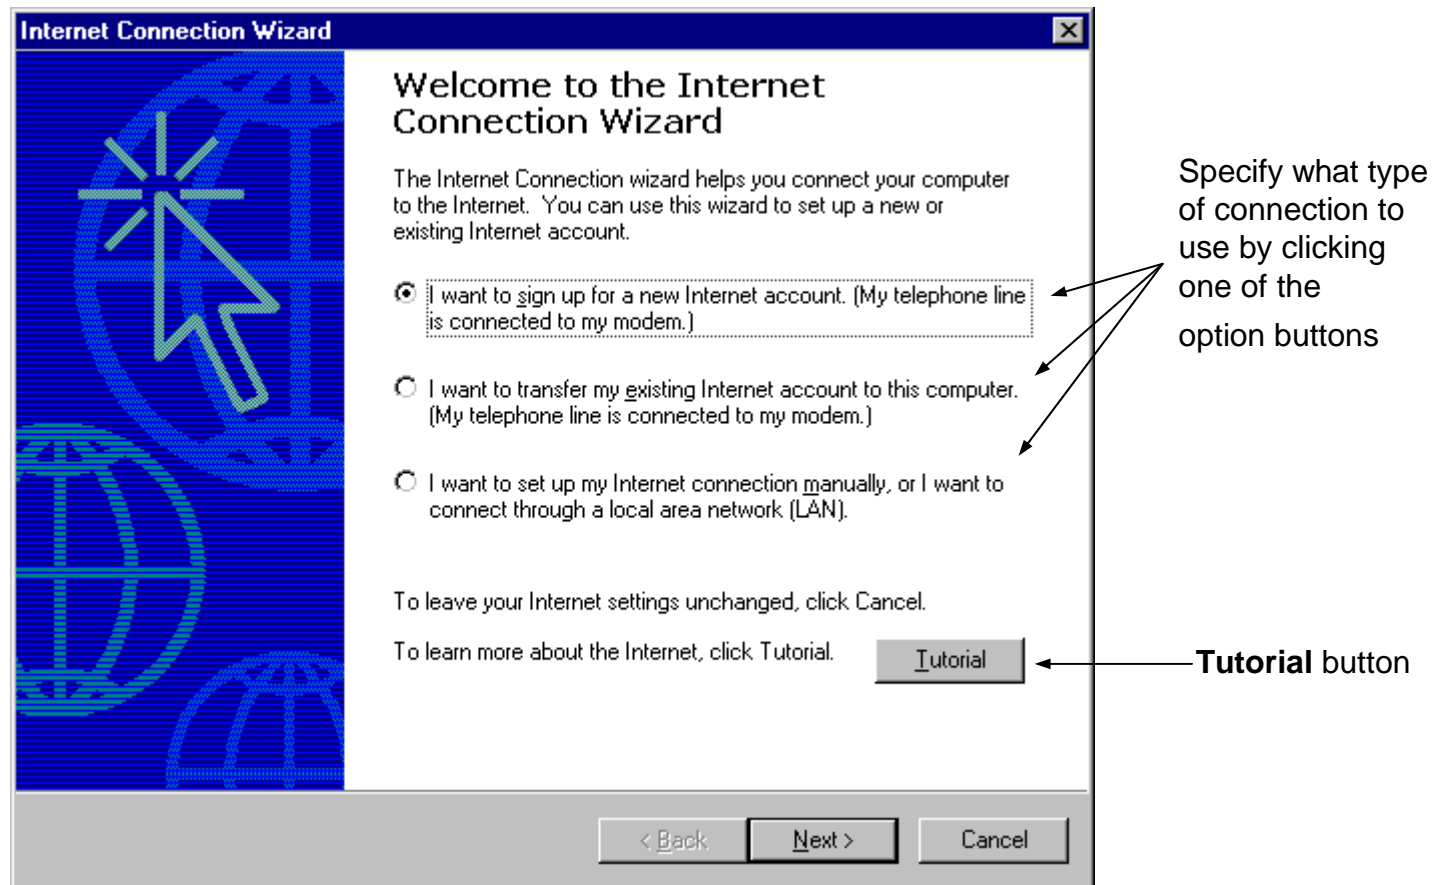 Internet Connection Wizard
Welcome to the Internet
Connection Wizard
The Internet Connection wizard helps you connect your computer
to the Internet.  You can use this wizard to set up a new or
existing Internet account.
I want to sign up for a new Internet account. (My telephone line
is connected to my modem.)
I want to transfer my existing Internet account to this computer.
(My telephone line is connected to my modem.)
I want to set up my Internet connection manually, or I want to
connect through a local area network (LAN).
To leave your Internet settings unchanged, click Cancel.
To learn more about the Internet, click Tutorial.
Tutorial
< Back
Next >
Cancel
Specify what type
of connection to
use by clicking
one of the
option buttons
Tutorial button